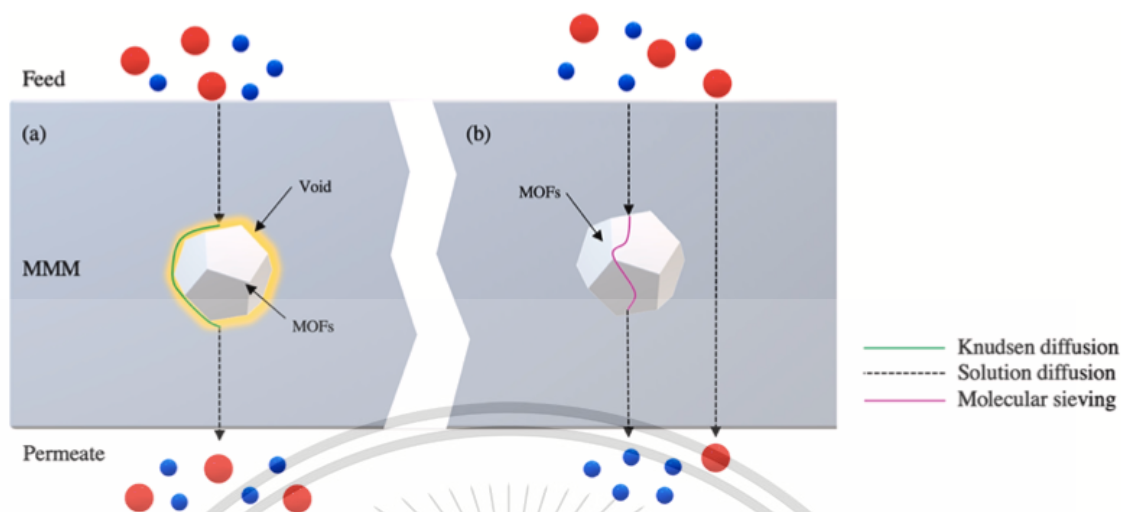 Feed
(a)
(b)
Void
MOFs
MMM
MOFs
Knudsen diffusion
Solution diffusion
Molecular sieving
Permeate